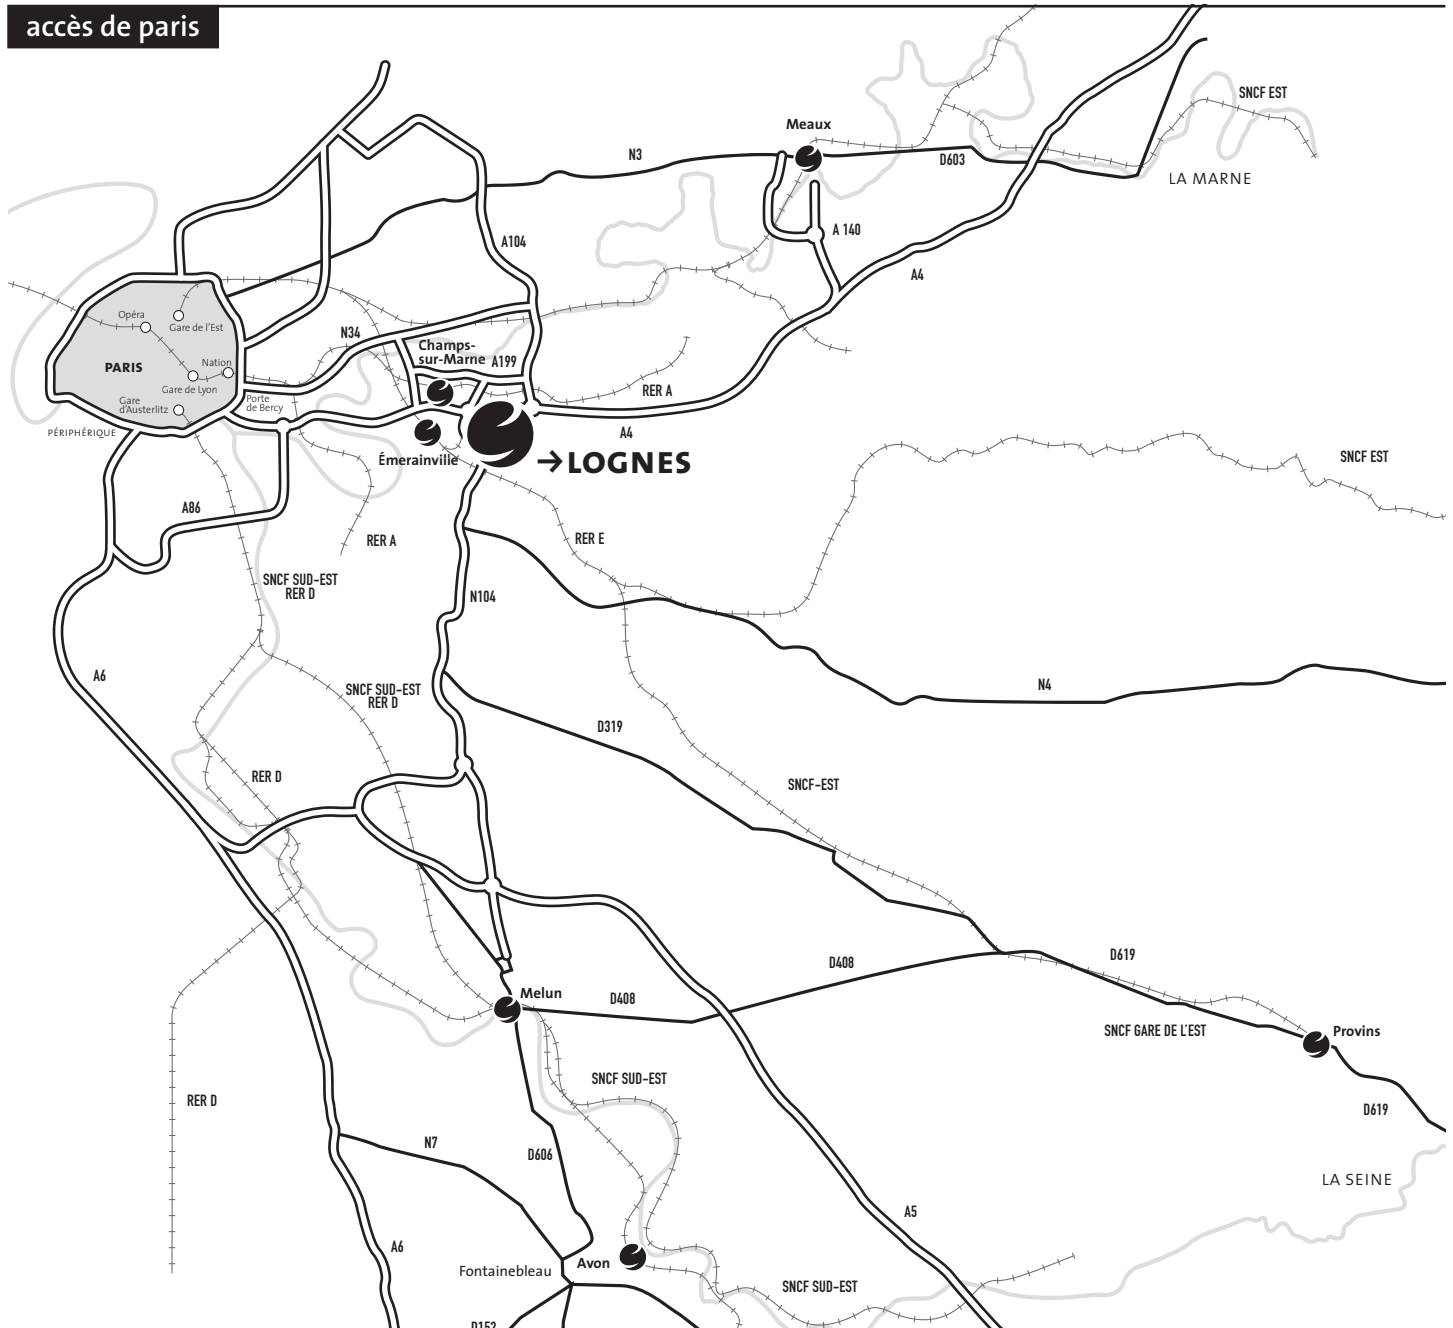 accès de paris
SNCF EST
Meaux
N3
D603
LA MARNE
A 140
A104
A4
Opéra
Gare de l'Est
N34
Champs-
sur-Marne
A199
PARIS
Nation
Gare de Lyon
RER A
Gare
d'Austerlitz
Porte
de Bercy
PÉRIPHÉRIQUE
A4
Émerainville
→LOGNES
SNCF EST
A86
RER A
RER E
SNCF SUD-EST
RER D
N104
A6
SNCF SUD-EST
RER D
N4
D319
RER D
SNCF-EST
D408
D619
Melun
D408
SNCF GARE DE L'EST
Provins
SNCF SUD-EST
RER D
D619
N7
D606
LA SEINE
A5
A6
Avon
Fontainebleau
SNCF SUD-EST
D152